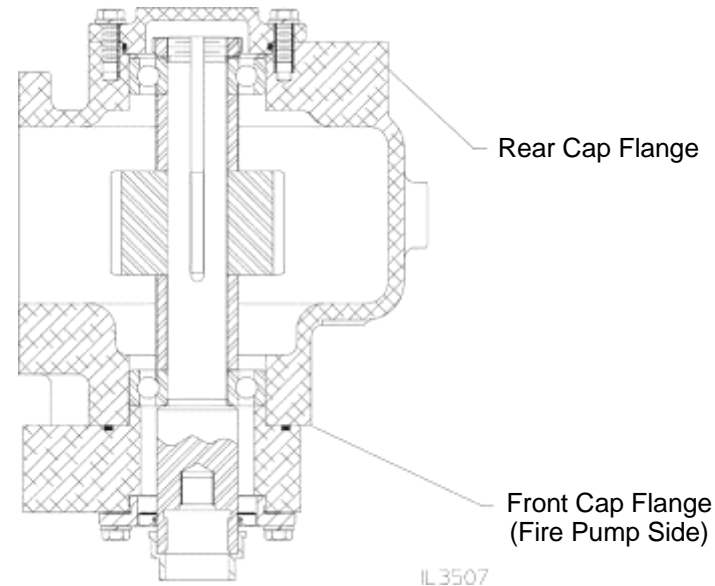 Rear Cap Flange
Front Cap Flange
(Fire Pump Side)
IL3507